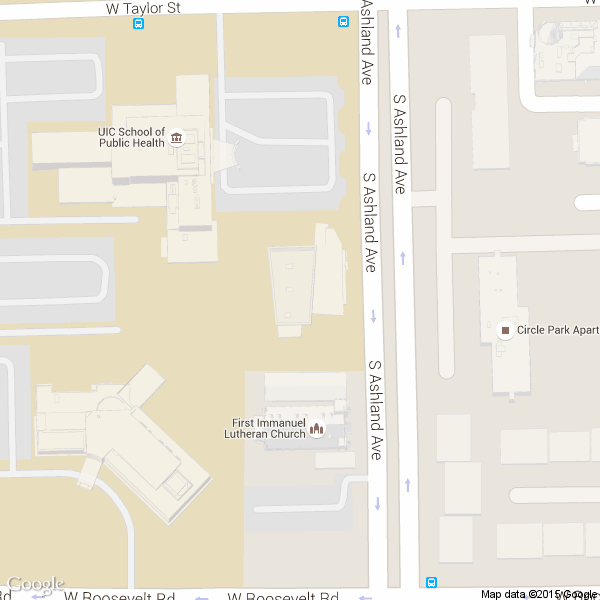 W Taylor St
W
Ashland Ave
S Ashland Ave
UIC School of
Public Health
S Ashland Ave
Circle Park Apart
S Ashland Ave
First Immanuel
Lutheran Church
Google
Map data ©2015 Google
Rd
W Roosevelt Rd
W Roosevelt Rd